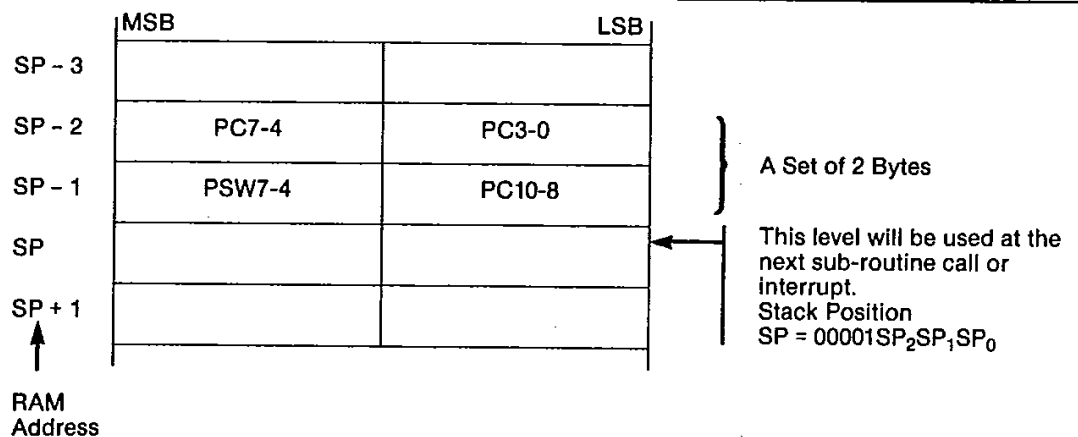 MSB LSB
SP – 3
SP – 2 PC7-4 PC3-0
SP – 1 PSW7-4 PC10-8
A Set of 2 Bytes
SP
SP + 1
This level will be used at the
next sub-routine call or
interrupt.
Stack Position
SP = 00001SP₂SP₁SP₀
RAM
Address